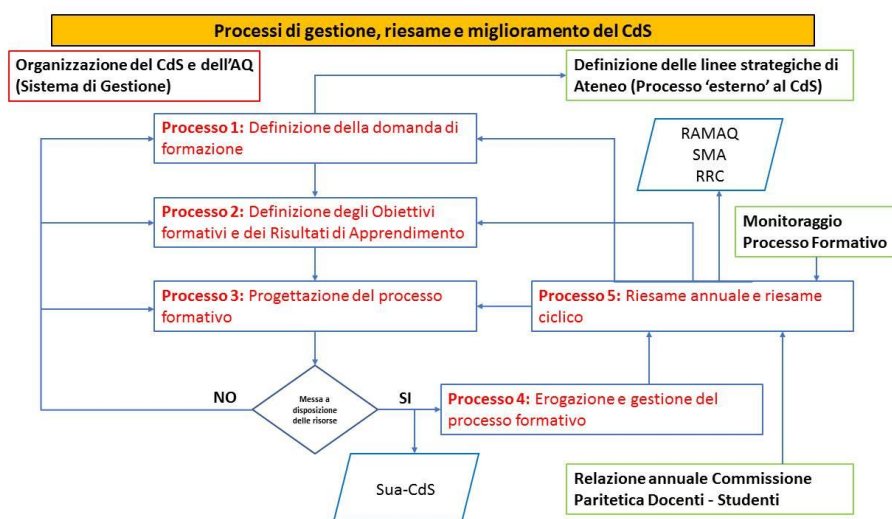 Processi di gestione, riesame e miglioramento del CdS
Organizzazione del CdS e dell'AQ
(Sistema di Gestione)
Definizione delle linee strategiche di
Ateneo (Processo 'esterno' al CdS)
Processo 1: Definizione della domanda di
formazione
RAMAQ
SMA
RRC
Processo 2: Definizione degli Obiettivi
formativi e dei Risultati di Apprendimento
Monitoraggio
Processo Formativo
Processo 3: Progettazione del processo
formativo
Processo 5: Riesame annuale e riesame
ciclico
NO
Messa a
disposizione
delle risorse
SI
Processo 4: Erogazione e gestione del
processo formativo
Sua-CdS
Relazione annuale Commissione
Paritetica Docenti - Studenti